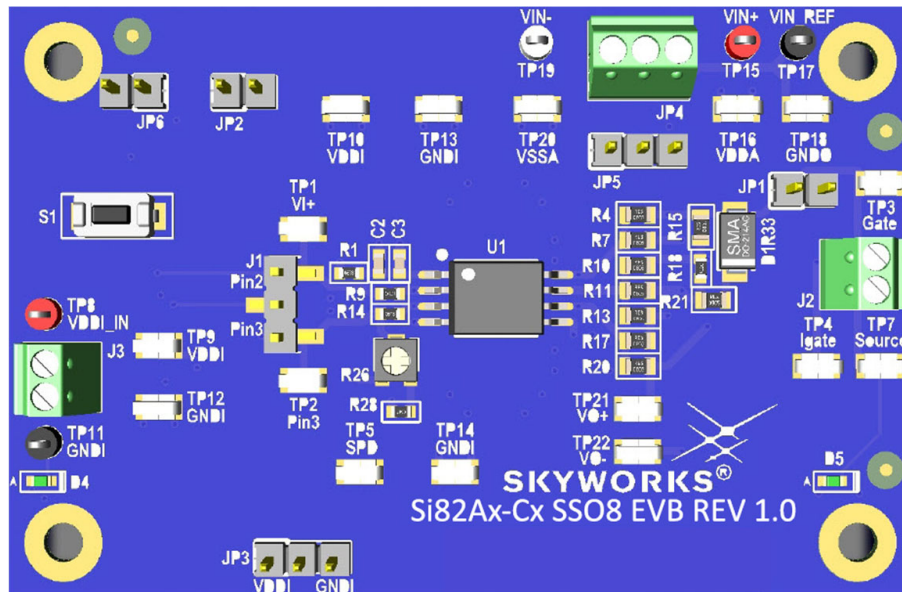 VIN-
TP19
VIN+
TP15
VIN_REF
TP17
JP6
JP2
TP10
VDDI
TP13
GNDI
TP20
VSSA
JP4
TP16
VDDA
TP18
GNDO
JP5
JP1
TP3
Gate
S1
TP1
VI+
C2
C3
U1
R4
R7
R10
R11
R13
R17
R20
R15
R18
R21
SMA
DO-214AC
D1R33
J1
Pin2
Pin3
R1
R9
R14
J2
TP8
VDDI_IN
J3
TP9
VDDI
TP12
GNDI
TP11
GNDI
A
D4
R26
R28
TP2
Pin3
TP5
SPD
TP14
GNDI
TP21
VO+
TP22
VO-
TP4
Igate
TP7
Source
D5
A
SKYWORKS®
Si82Ax-Cx SSO8 EVB REV 1.0
JP3
VDDI
GNDI